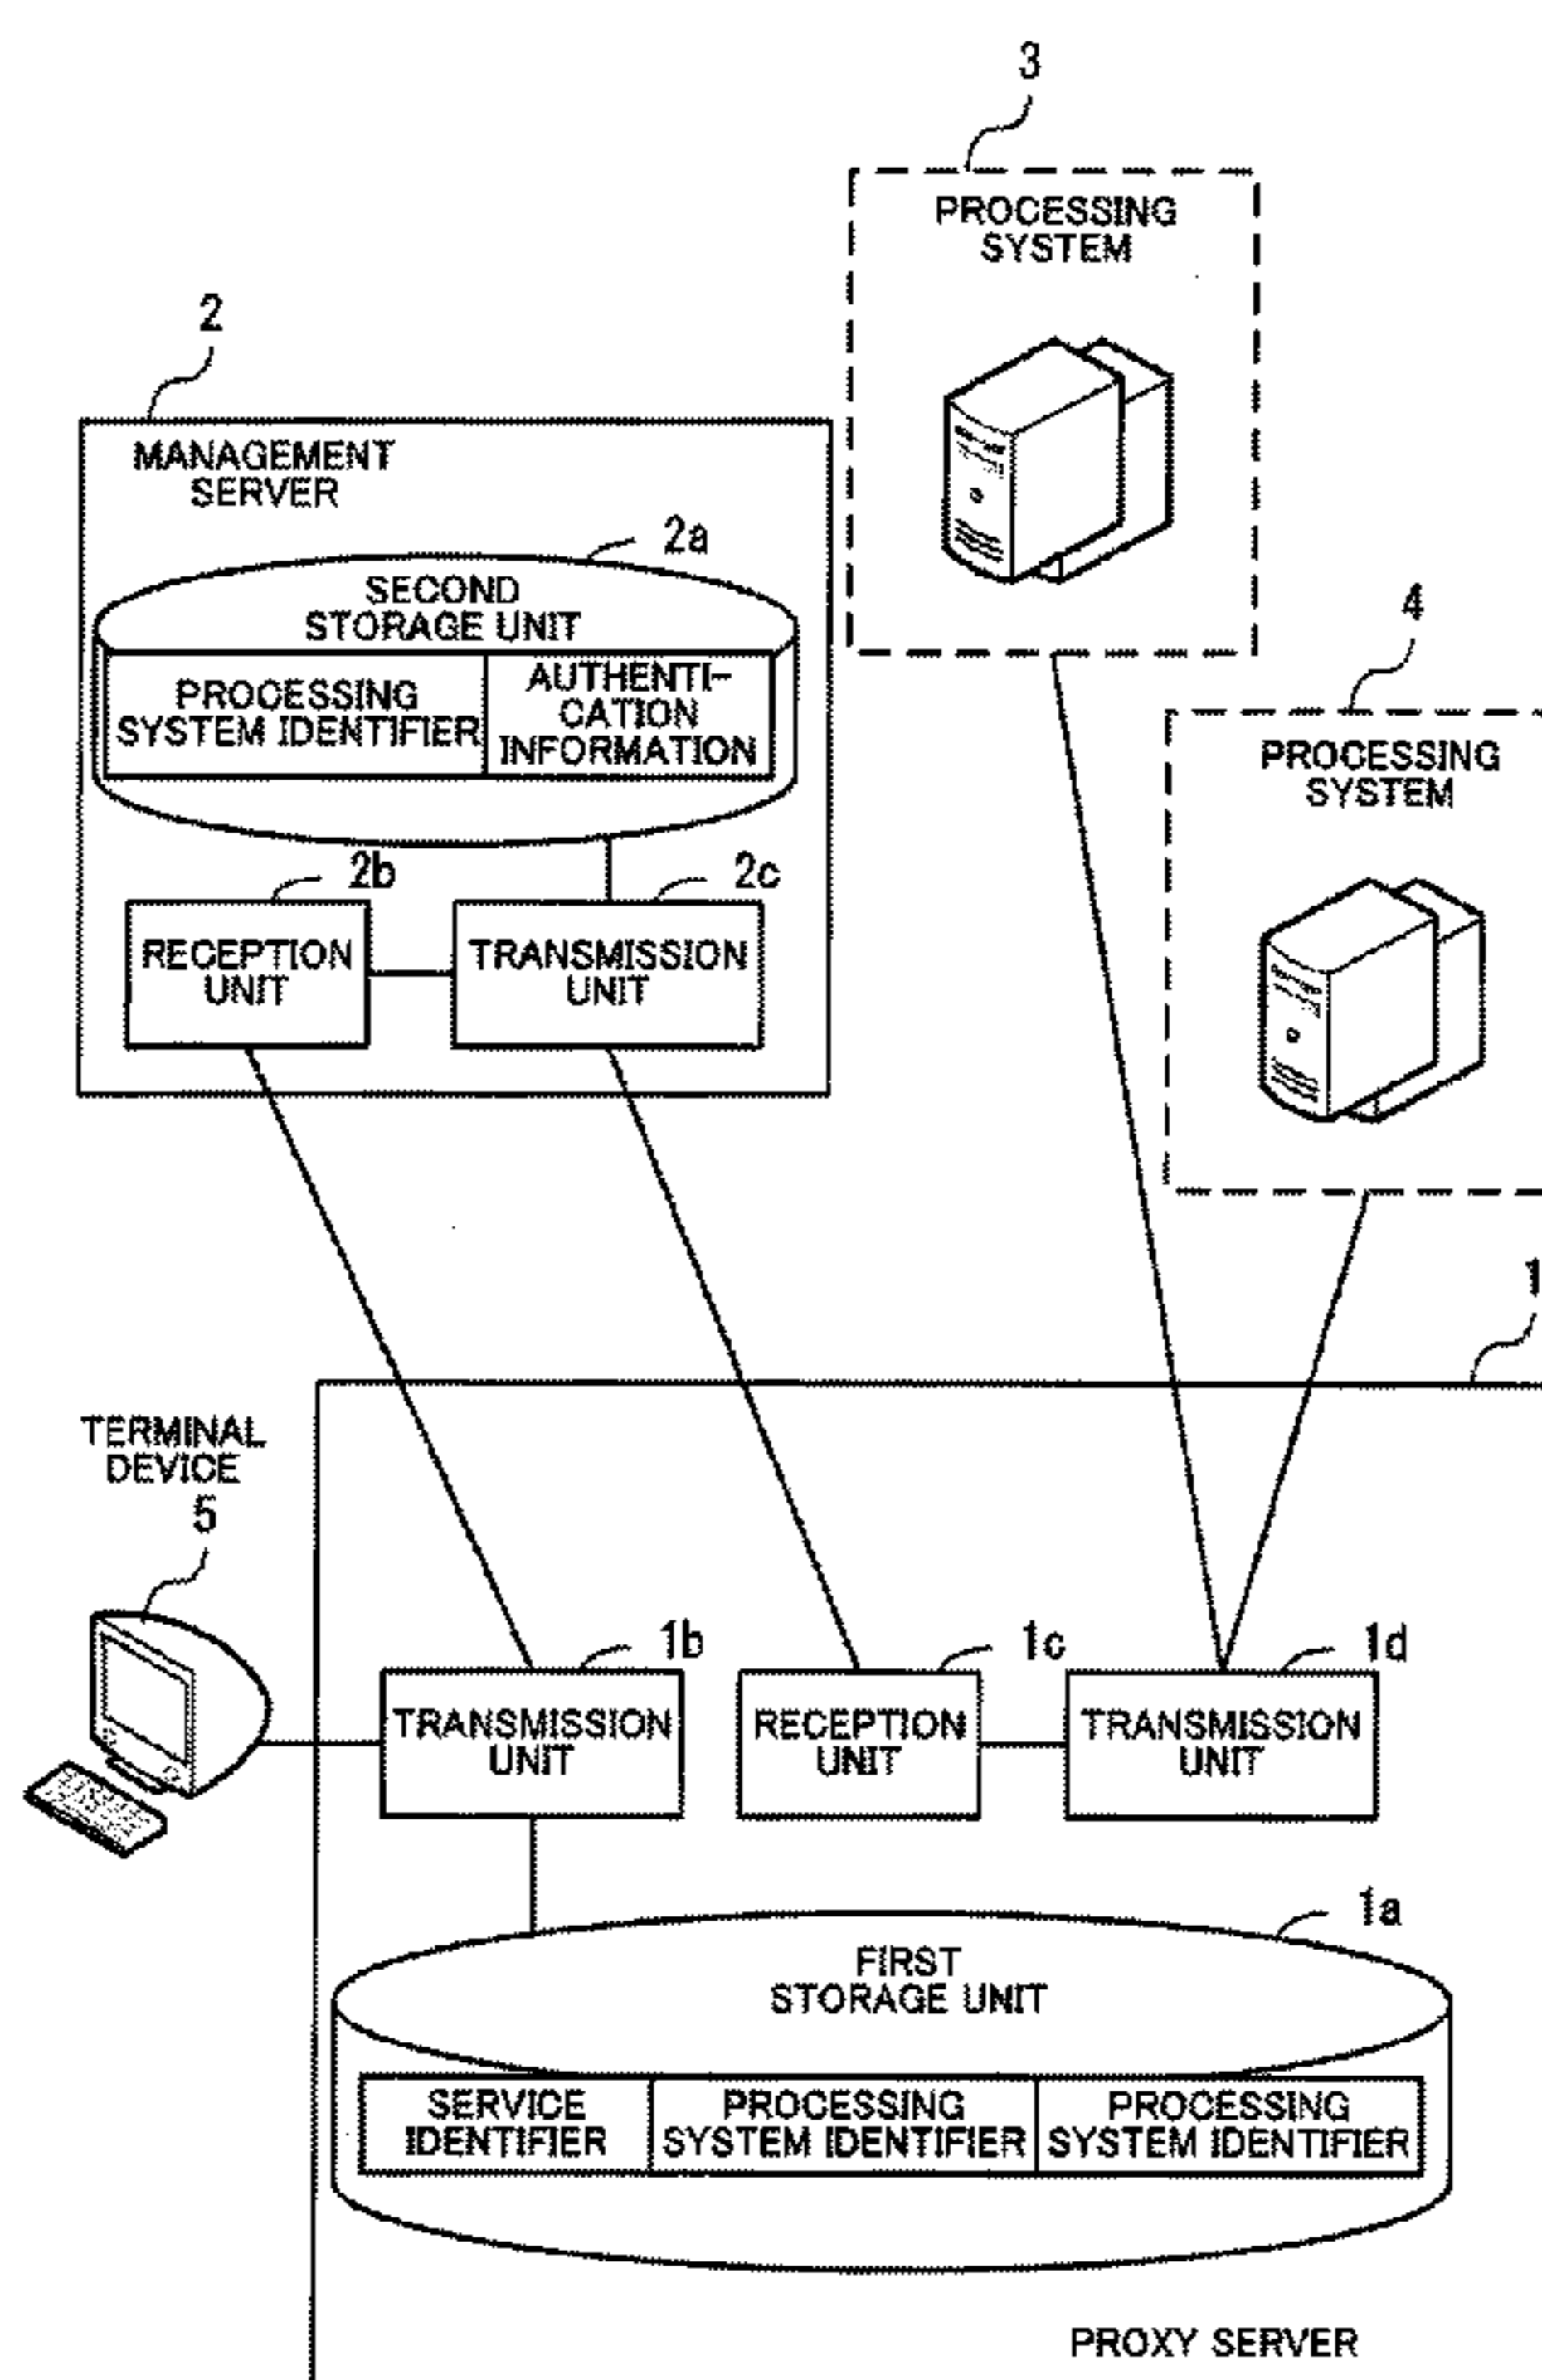 3
PROCESSING
SYSTEM
2
MANAGEMENT
SERVER
2a
SECOND
STORAGE UNIT
PROCESSING
SYSTEM IDENTIFIER
AUTHENTI-
CATION
INFORMATION
4
PROCESSING
SYSTEM
2b
2c
RECEPTION
UNIT
TRANSMISSION
UNIT
1
TERMINAL
DEVICE
5
1b
1c
1d
TRANSMISSION
UNIT
RECEPTION
UNIT
TRANSMISSION
UNIT
1a
FIRST
STORAGE UNIT
SERVICE
IDENTIFIER
PROCESSING
SYSTEM IDENTIFIER
PROCESSING
SYSTEM IDENTIFIER
PROXY SERVER